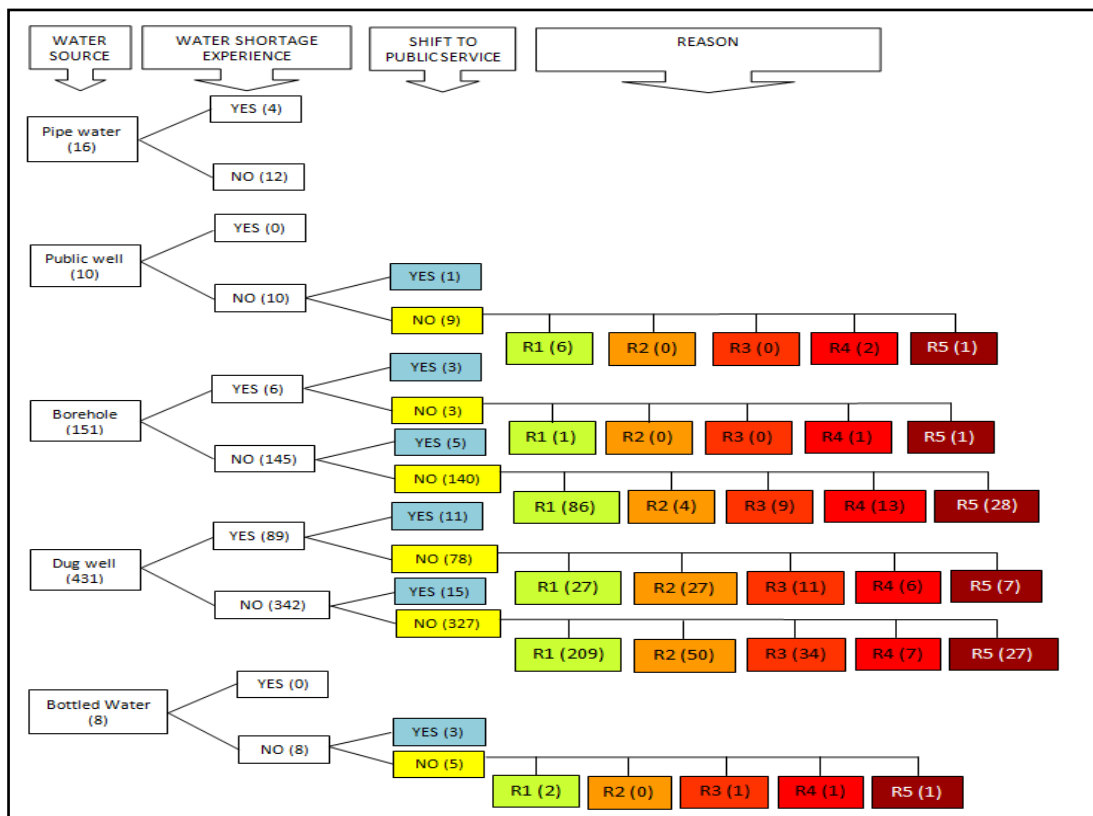 WATER
SOURCE
WATER SHORTAGE
EXPERIENCE
SHIFT TO
PUBLIC SERVICE
REASON
Pipe water
(16)
YES (4)
NO (12)
Public well
(10)
YES (0)
NO (10)
YES (1)
NO (9)
R1 (6)
R2 (0)
R3 (0)
R4 (2)
R5 (1)
Borehole
(151)
YES (6)
YES (3)
NO (3)
R1 (1)
R2 (0)
R3 (0)
R4 (1)
R5 (1)
NO (145)
YES (5)
NO (140)
R1 (86)
R2 (4)
R3 (9)
R4 (13)
R5 (28)
Dug well
(431)
YES (89)
YES (11)
NO (78)
R1 (27)
R2 (27)
R3 (11)
R4 (6)
R5 (7)
NO (342)
YES (15)
NO (327)
R1 (209)
R2 (50)
R3 (34)
R4 (7)
R5 (27)
Bottled Water
(8)
YES (0)
NO (8)
YES (3)
NO (5)
R1 (2)
R2 (0)
R3 (1)
R4 (1)
R5 (1)